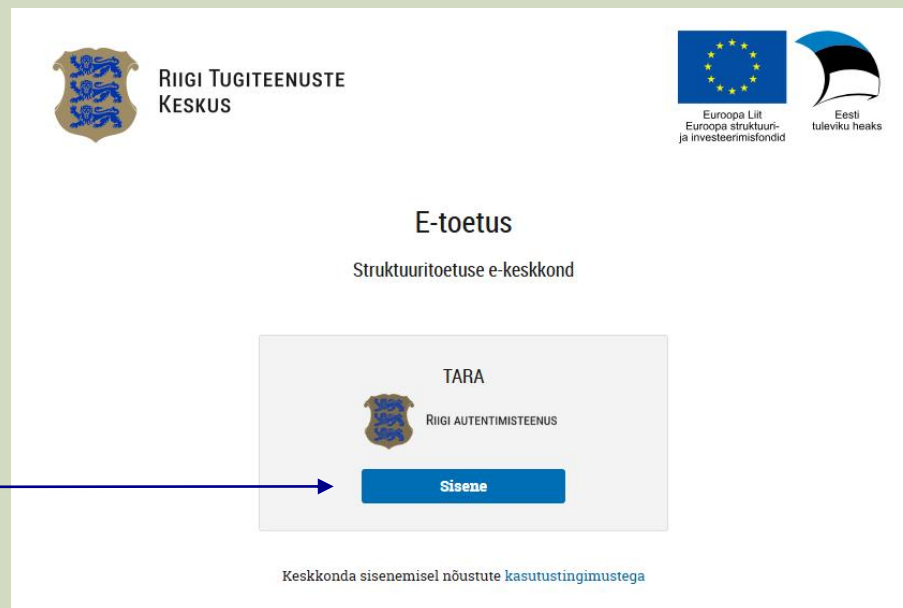 RIIGI TUGITEENUSTE
KESKUS
Euroopa Liit
Euroopa struktuuri-
ja investeerimisfondid
Eesti
tuleviku heaks
E-toetus
Struktuuritoetuse e-keskkond
TARA
RIIGI AUTENTIMISTEENUS
Sisene
Keskkonda sisenemisel nõustute kasutustingimustega